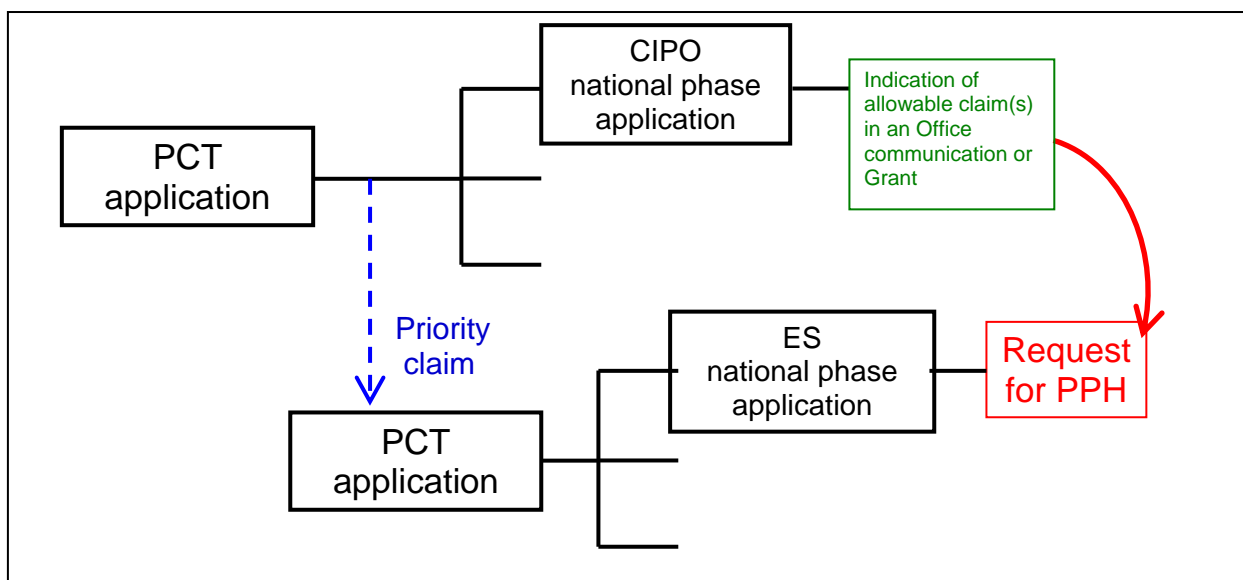 CIPO
national phase
application
Indication of
allowable claim(s)
in an Office
communication or
Grant
PCT
application
Priority
claim
ES
national phase
application
Request
for PPH
PCT
application